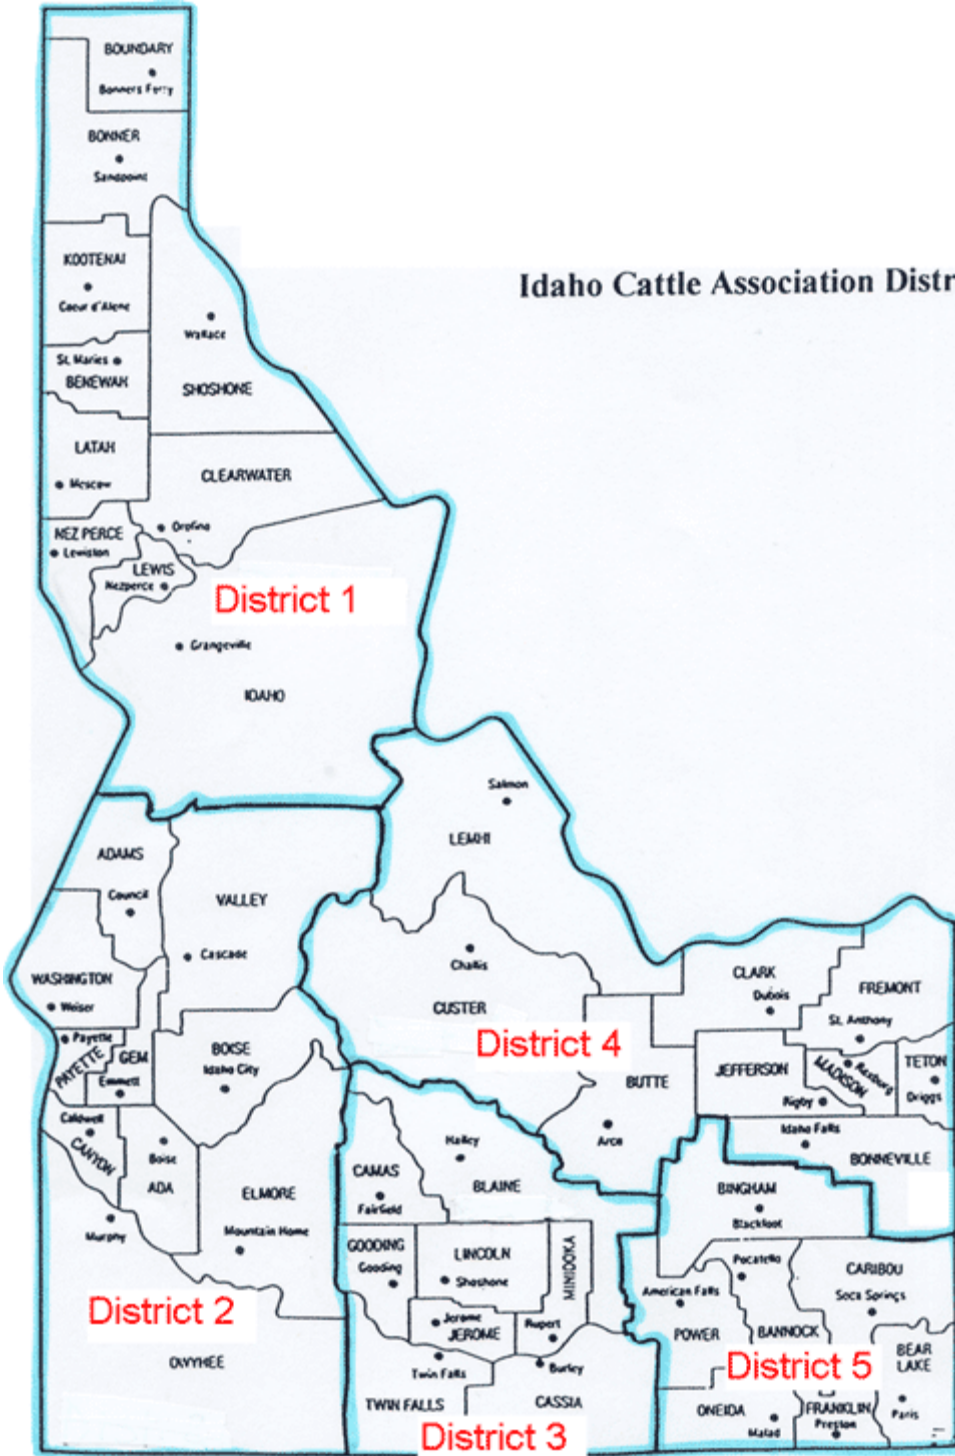 BOUNDARY
Bonners Ferry
BONNER
Sandpoint
KOOTENAI
Coeur d'Alene
Idaho Cattle Association Distr
Wallace
St. Maries
BENEWAH
SHOSHONE
LATAH
Moscow
CLEARWATER
NEZ PERCE
Lewiston
Orofino
LEWIS
Nezperce
District 1
Grangeville
IDAHO
Salmon
LEMHI
ADAMS
Council
VALLEY
Cascade
Challis
CUSTER
WASHINGTON
Weiser
CLARK
Dubois
FREMONT
St. Anthony
Payette
PAYETTE
GEM
Emmett
BOISE
Idaho City
District 4
BUTTE
Arco
JEFFERSON
MADISON
Rexburg
Rigby
TETON
Driggs
Caldwell
CANYON
Boise
ADA
Idaho Falls
BONNEVILLE
Hailey
CAMAS
Fairfield
BLAINE
BINGHAM
Blackfoot
ELMORE
Mountain Home
Murphy
GOODING
Gooding
LINCOLN
Shoshone
MINIDOKA
Pocatello
CARIBOU
Soda Springs
American Falls
POWER
BANNOCK
District 2
OWYHEE
Jerome
JEROME
Rupert
Twin Falls
Burley
TWIN FALLS
CASSIA
District 3
District 5
BEAR
LAKE
Paris
ONEIDA
Malad
FRANKLIN
Preston